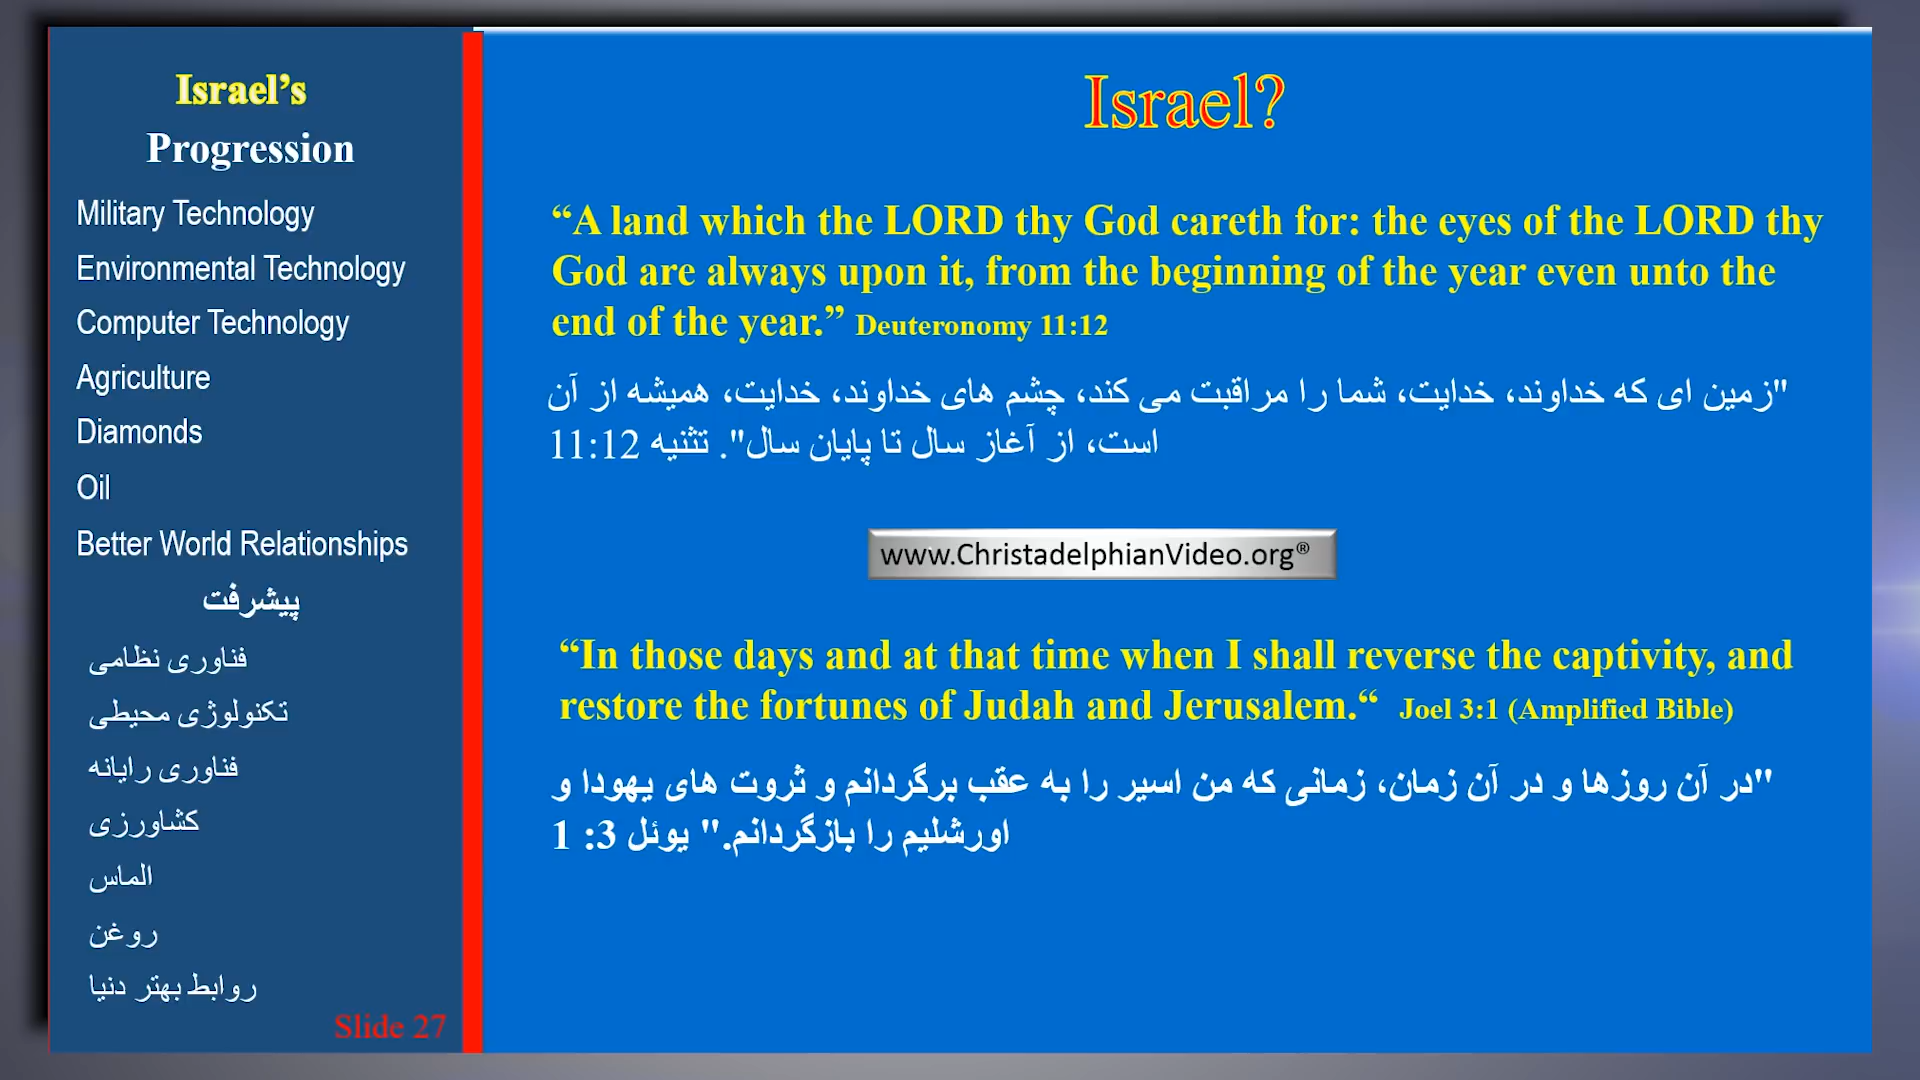 Israel’s
Progression
Military Technology
Environmental Technology
Computer Technology
Agriculture
Diamonds
Oil
Better World Relationships
پیشرفت
فناوری نظامی
تکنولوژی محیطی
فناوری رایانه
کشاورزی
الماس
روغن
روابط بهتر دنیا
Slide 27
Israel?
“A land which the LORD thy God careth for: the eyes of the LORD thy
God are always upon it, from the beginning of the year even unto the
end of the year.” Deuteronomy 11:12
"زمین ای که خداوند، خدایت، شما را مراقبت می کند، چشم های خداوند، خدایت، همیشه از آن
است، از آغاز سال تا پایان سال". تثنیه 11:12
www.ChristadelphianVideo.org®
“In those days and at that time when I shall reverse the captivity, and
restore the fortunes of Judah and Jerusalem.“ Joel 3:1 (Amplified Bible)
"در آن روزها و در آن زمان، زمانی که من اسیر را به عقب برگردانم و ثروت های یهودا و
اورشلیم را بازگردانم." یوئل 3: 1